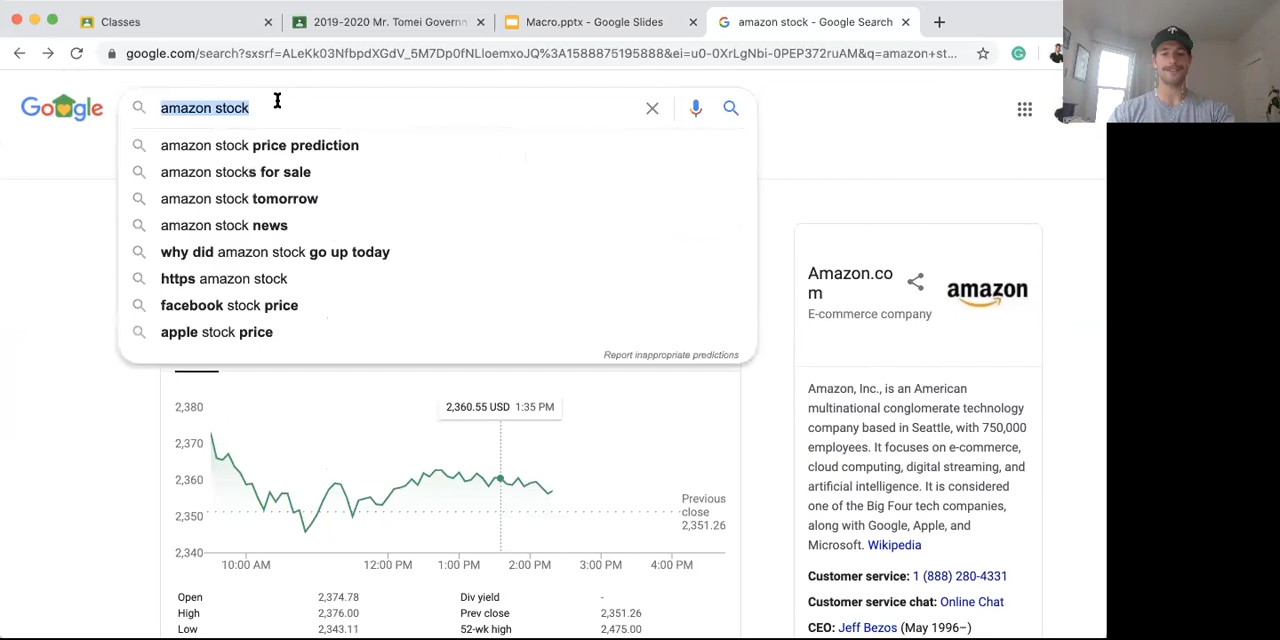 Classes
2019-2020 Mr. Tomei Governm
Macro.pptx - Google Slides
amazon stock - Google Search
google.com/search?sxsrf=ALeKk03NfbpdXGdV_5M7Dp0fNLloemxoJQ%3A1588875195888&ei=u0-0XrLgNbi-0PEP372ruAM&q=amazon+st...
Google
amazon stock
amazon stock price prediction
amazon stocks for sale
amazon stock tomorrow
amazon stock news
why did amazon stock go up today
https amazon stock
facebook stock price
apple stock price
Report inappropriate predictions
2,380
2,370
2,360
2,350
2,340
2,360.55 USD 1:35 PM
Previous
close
2,351.26
10:00 AM
12:00 PM
1:00 PM
2:00 PM
3:00 PM
4:00 PM
Open 2,374.78
High 2,376.00
Low 2,343.11
Div yield -
Prev close 2,351.26
52-wk high 2,475.00
Amazon.co
m
E-commerce company
amazon
Amazon, Inc., is an American
multinational conglomerate technology
company based in Seattle, with 750,000
employees. It focuses on e-commerce,
cloud computing, digital streaming, and
artificial intelligence. It is considered
one of the Big Four tech companies,
along with Google, Apple, and
Microsoft. Wikipedia
Customer service: 1 (888) 280-4331
Customer service chat: Online Chat
CEO: Jeff Bezos (May 1996–)